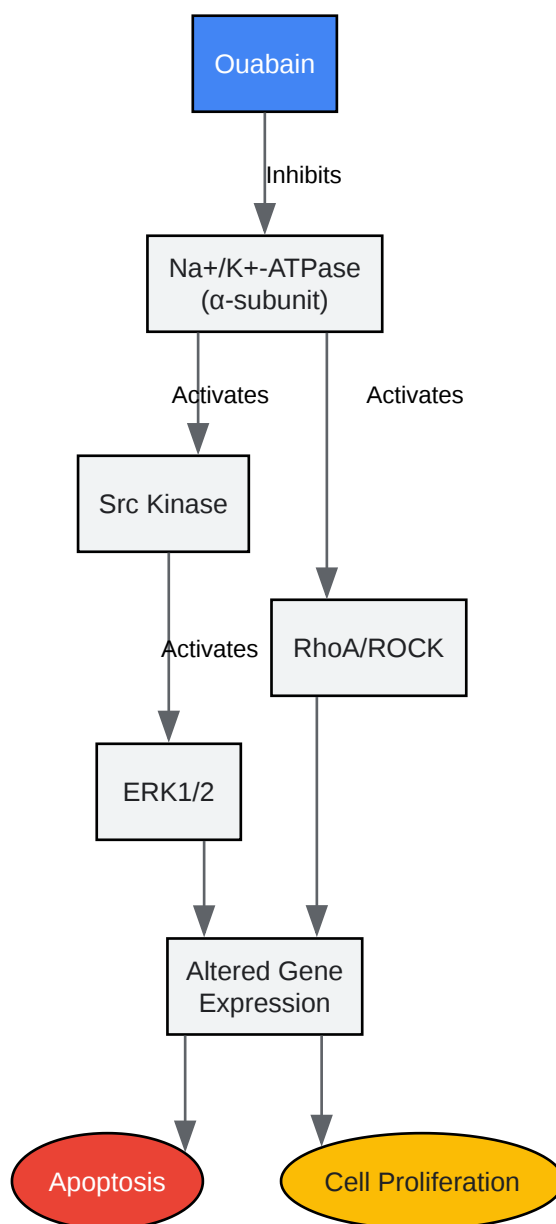 Ouabain
Inhibits
Na+/K+-ATPase
(α-subunit)
Activates
Activates
Src Kinase
Activates
RhoA/ROCK
ERK1/2
Altered Gene
Expression
Apoptosis
Cell Proliferation